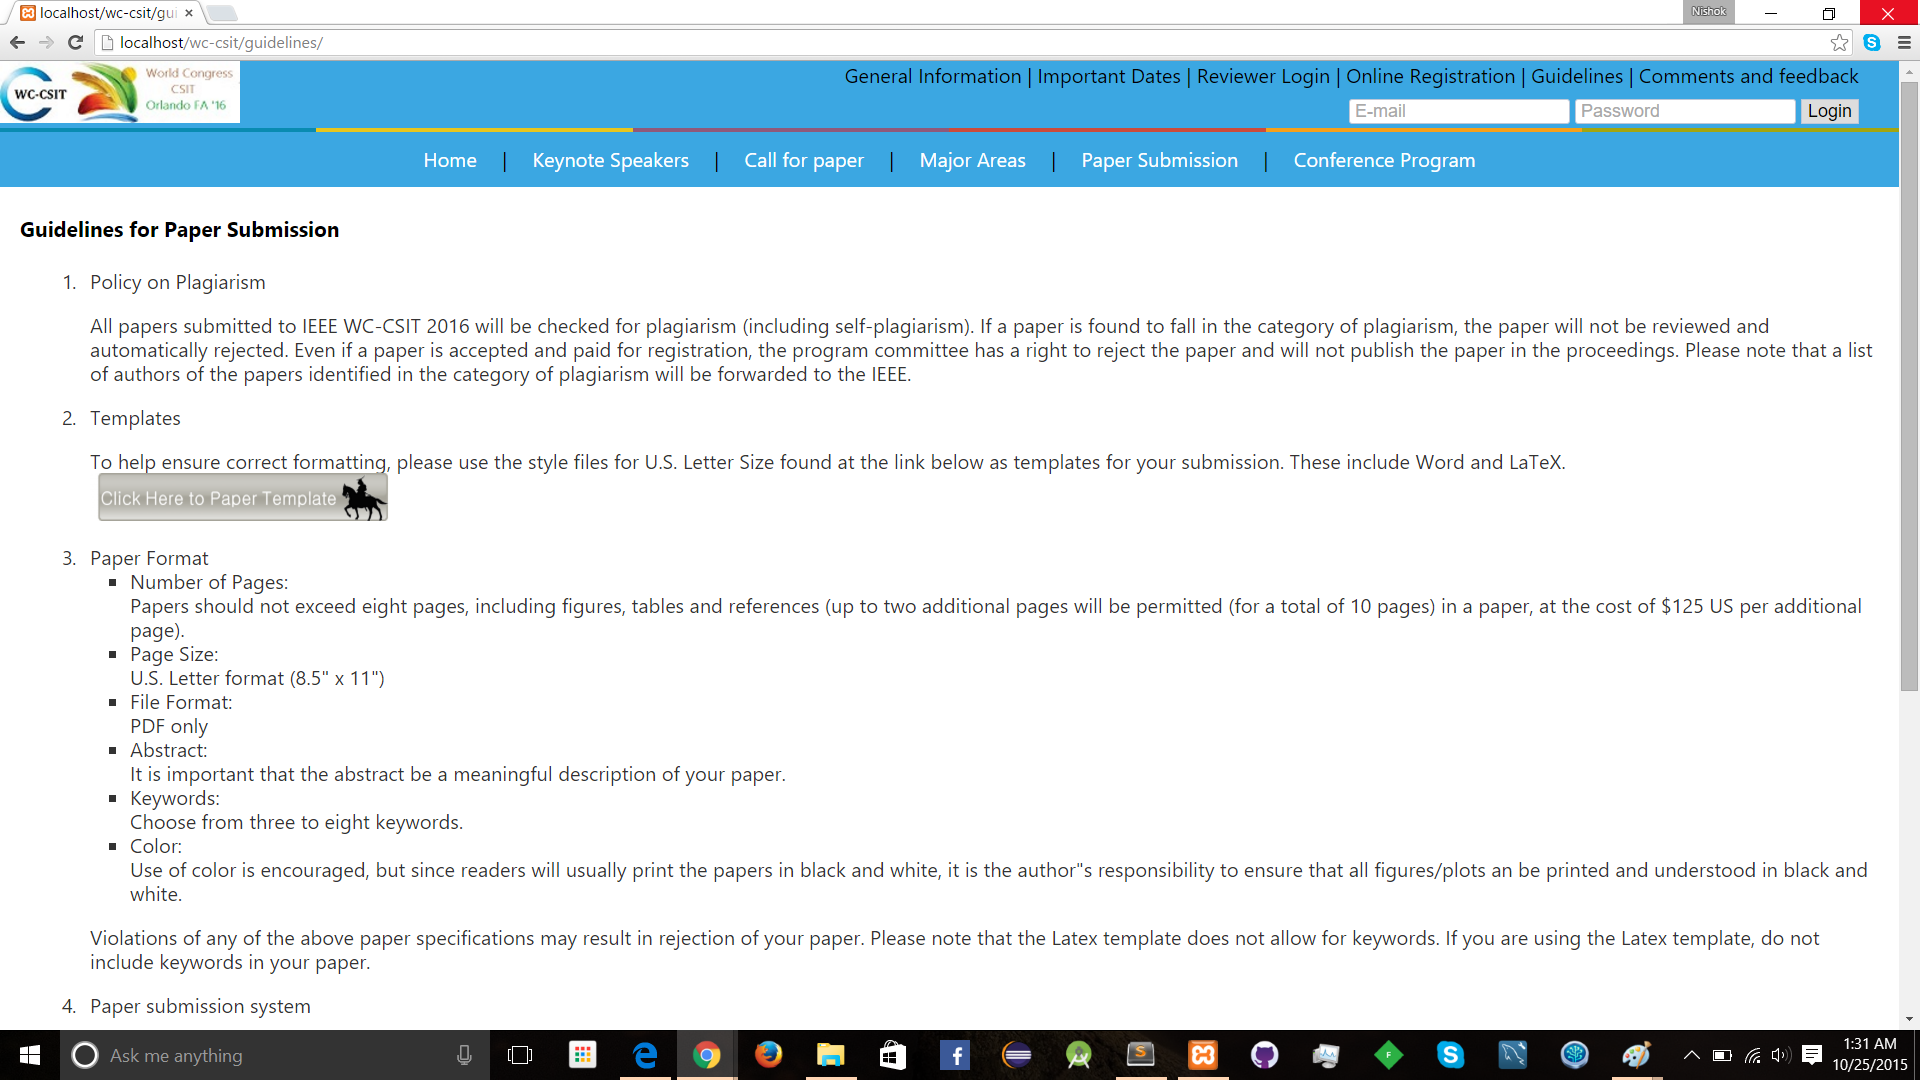 localhost/wc-csit/gui
Nishok
localhost/wc-csit/guidelines/
WC-CSIT
World Congress
CSIT
Orlando FA '16
General Information | Important Dates | Reviewer Login | Online Registration | Guidelines | Comments and feedback
E-mail
Password
Login
Home | Keynote Speakers | Call for paper | Major Areas | Paper Submission | Conference Program
Guidelines for Paper Submission
1. Policy on Plagiarism
All papers submitted to IEEE WC-CSIT 2016 will be checked for plagiarism (including self-plagiarism). If a paper is found to fall in the category of plagiarism, the paper will not be reviewed and
automatically rejected. Even if a paper is accepted and paid for registration, the program committee has a right to reject the paper and will not publish the paper in the proceedings. Please note that a list
of authors of the papers identified in the category of plagiarism will be forwarded to the IEEE.
2. Templates
To help ensure correct formatting, please use the style files for U.S. Letter Size found at the link below as templates for your submission. These include Word and LaTeX.
Click Here to Paper Template
3. Paper Format
Number of Pages:
Papers should not exceed eight pages, including figures, tables and references (up to two additional pages will be permitted (for a total of 10 pages) in a paper, at the cost of $125 US per additional
page).
Page Size:
U.S. Letter format (8.5" x 11")
File Format:
PDF only
Abstract:
It is important that the abstract be a meaningful description of your paper.
Keywords:
Choose from three to eight keywords.
Color:
Use of color is encouraged, but since readers will usually print the papers in black and white, it is the author"s responsibility to ensure that all figures/plots an be printed and understood in black and
white.
Violations of any of the above paper specifications may result in rejection of your paper. Please note that the Latex template does not allow for keywords. If you are using the Latex template, do not
include keywords in your paper.
4. Paper submission system
Ask me anything
1:31 AM
10/25/2015